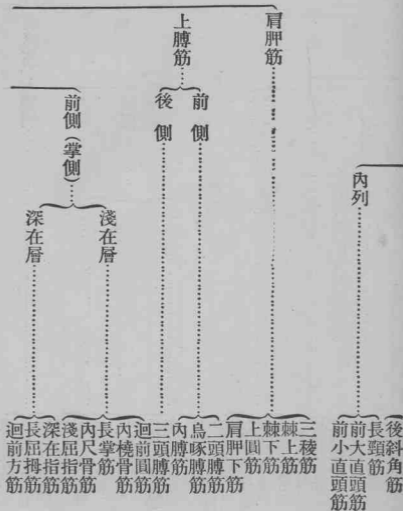 後斜角筋
長頸筋
前大直頭筋
前小直頭筋
內列
肩胛筋
三稜筋
棘上筋
棘下筋
上圓筋
肩胛下筋
上膊筋
前側
二頭膊筋
烏啄膊筋
內膊筋
後側
三頭膊筋
前側(掌側)
淺在層
迴前圓筋
內橈骨筋
長掌筋
內尺骨筋
淺屈指筋
深在層
深在指筋
長屈拇筋
迴前方筋